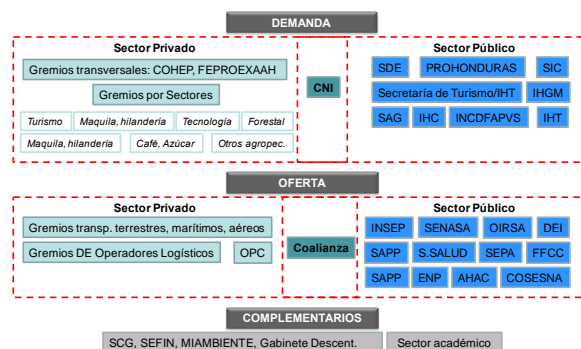 DEMANDA
Sector Privado
Gremios transversales: COHEP, FEPROEXAAH
Gremios por Sectores
Turismo Maquila, hilandería Tecnología Forestal
Maquila, hilandería Café, Azúcar Otros agropec.
CNI
Sector Público
SDE PROHONDURAS SIC
Secretaría de Turismo/IHT IHGM
SAG IHC INCDFAPVS IHT
OFERTA
Sector Privado
Gremios transp. terrestres, marítimos, aéreos
Gremios DE Operadores Logísticos OPC
Coalianza
Sector Público
INSEP SENASA OIRSA DEI
SAPP S.SALUD SEPA FFCC
SAPP ENP AHAC COSESNA
COMPLEMENTARIOS
SCG, SEFIN, MIAMBIENTE, Gabinete Descent. Sector académico